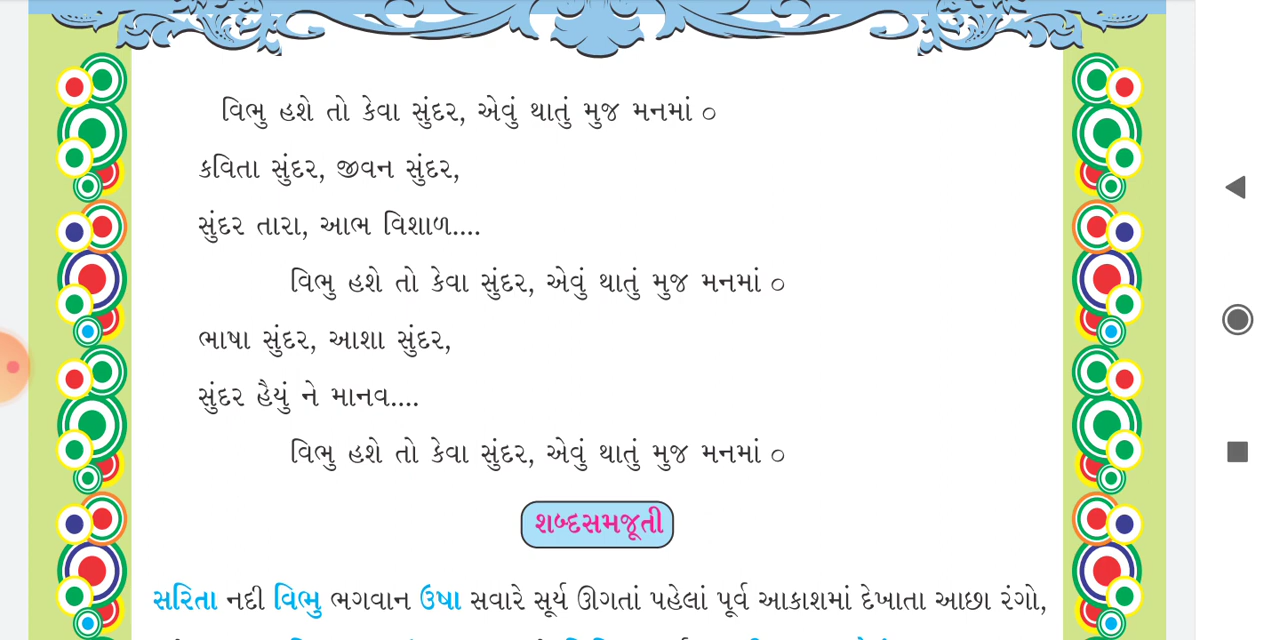 વિભુ હશે તો કેવા સુંદર, એવું થાતું મુજ મનમાં ૦
કવિતા સુંદર, જીવન સુંદર,
સુંદર તારા, આભ વિશાળ....
વિભુ હશે તો કેવા સુંદર, એવું થાતું મુજ મનમાં ૦
ભાષા સુંદર, આશા સુંદર,
સુંદર હૈયું ને માનવ....
વિભુ હશે તો કેવા સુંદર, એવું થાતું મુજ મનમાં ૦
શબ્દસમજૂતી
સરિતા નદી વિભુ ભગવાન ઉષા સવારે સૂર્ય ઊગતાં પહેલાં પૂર્વ આકાશમાં દેખાતા આછા રંગો,